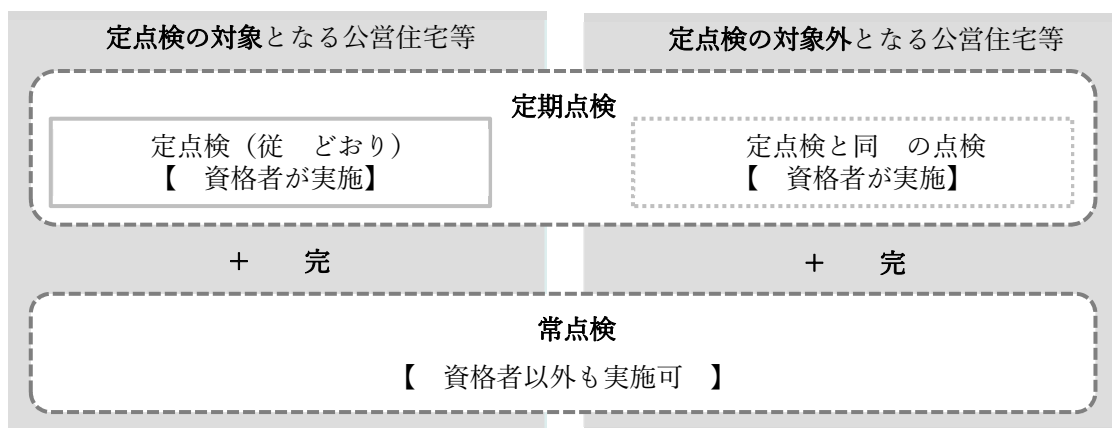 定点検の対象となる公営住宅等
定点検の対象外となる公営住宅等
定期点検
定点検（従　どおり）
【　資格者が実施】
定点検と同　の点検
【　資格者が実施】
＋　　完
＋　　完
常点検
【　資格者以外も実施可　】